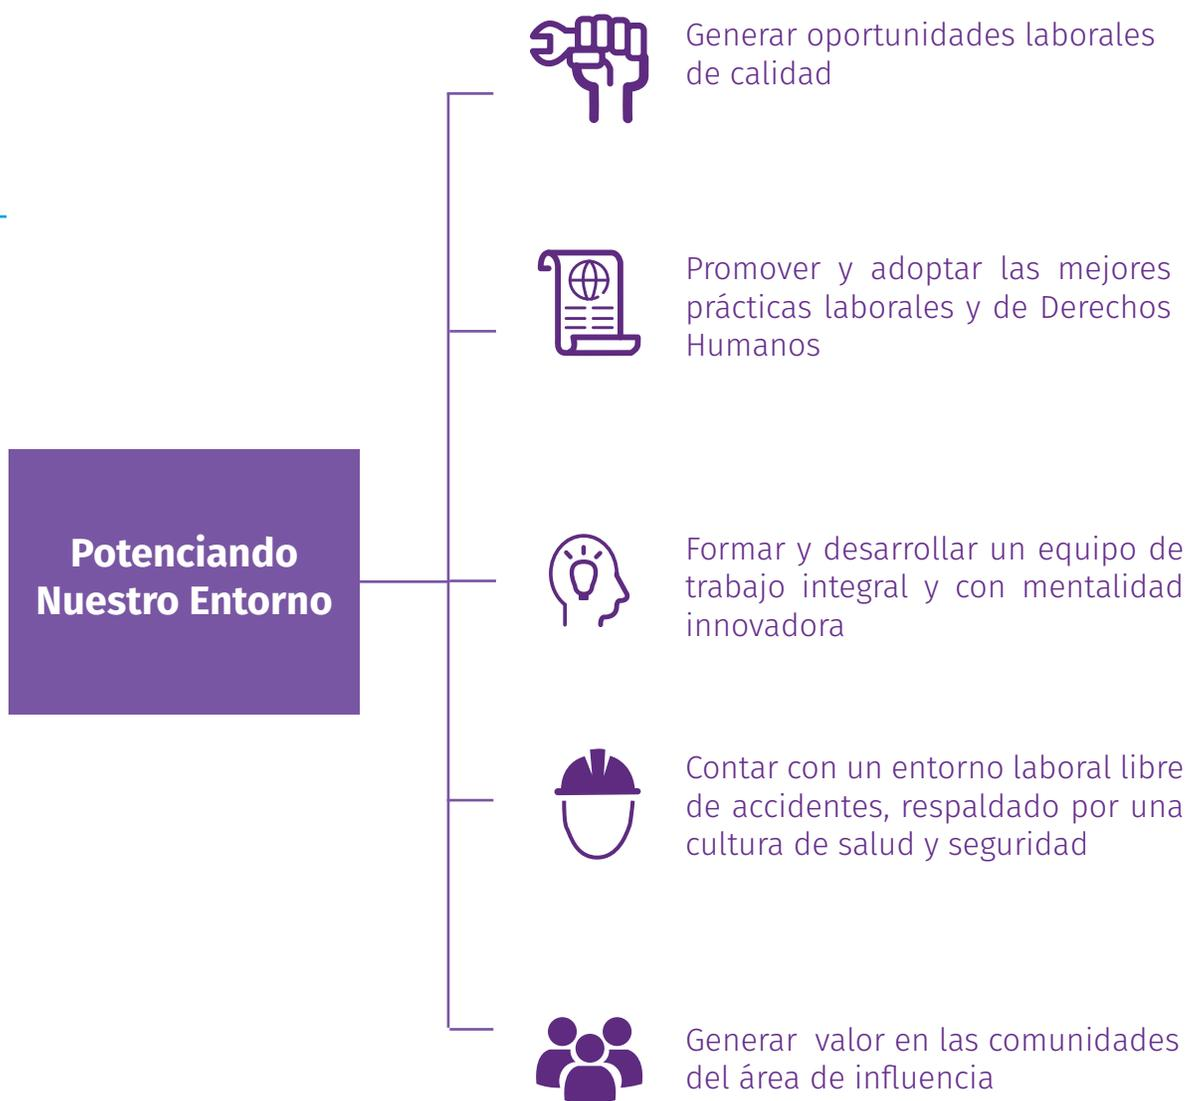 Generar oportunidades laborales
de calidad
Promover y adoptar las mejores
prácticas laborales y de Derechos
Humanos
Potenciando
Nuestro Entorno
Formar y desarrollar un equipo de
trabajo integral y con mentalidad
innovadora
Contar con un entorno laboral libre
de accidentes, respaldado por una
cultura de salud y seguridad
Generar valor en las comunidades
del área de influencia